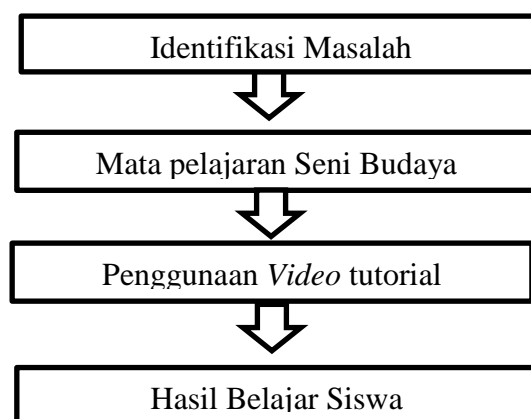 Identifikasi Masalah
Mata pelajaran Seni Budaya
Penggunaan Video tutorial
Hasil Belajar Siswa